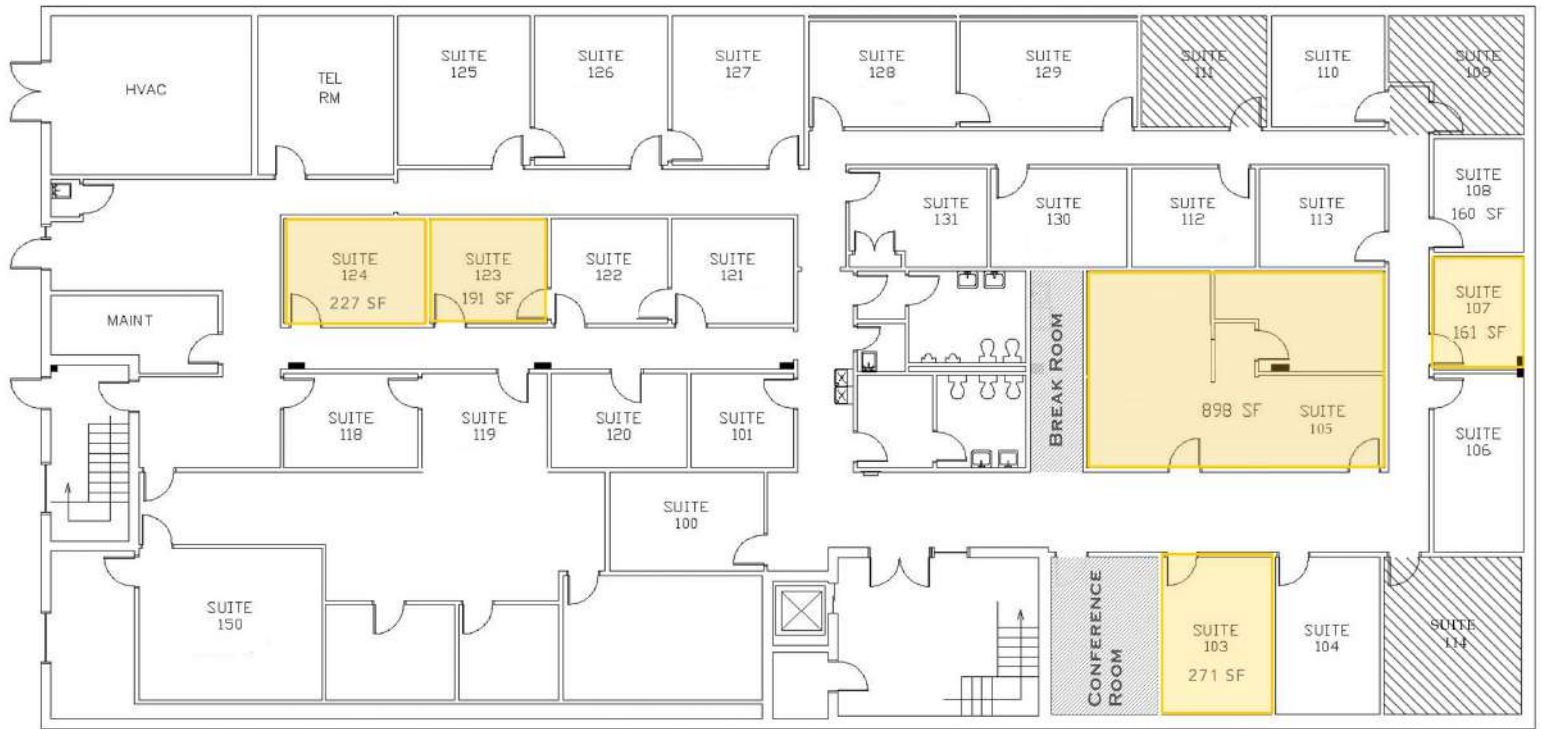 HVAC
TEL
RM
SUITE
125
SUITE
126
SUITE
127
SUITE
128
SUITE
129
SUITE
111
SUITE
110
SUITE
109
SUITE
131
SUITE
130
SUITE
112
SUITE
113
SUITE
108
160 SF
SUITE
124
227 SF
SUITE
123
191 SF
SUITE
122
SUITE
121
SUITE
107
161 SF
MAINT
SUITE
118
SUITE
119
SUITE
120
SUITE
101
BREAK ROOM
898 SF
SUITE
105
SUITE
106
SUITE
100
SUITE
150
CONFERENCE
ROOM
SUITE
103
271 SF
SUITE
104
SUITE
114